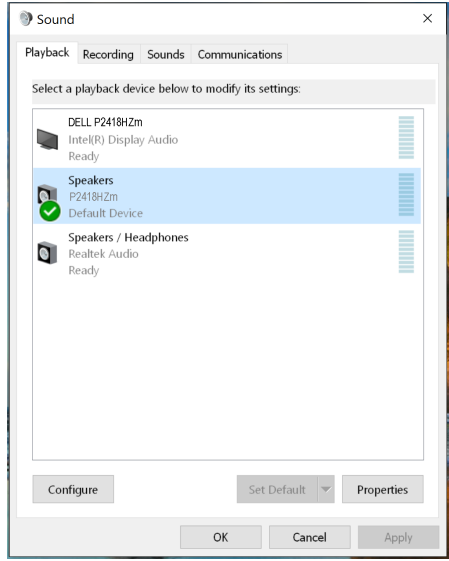 Sound
Playback Recording Sounds Communications
Select a playback device below to modify its settings:
DELL P2418HZm
Intel(R) Display Audio
Ready
Speakers
P2418HZm
Default Device
Speakers / Headphones
Realtek Audio
Ready
Configure Set Default Properties
OK Cancel Apply